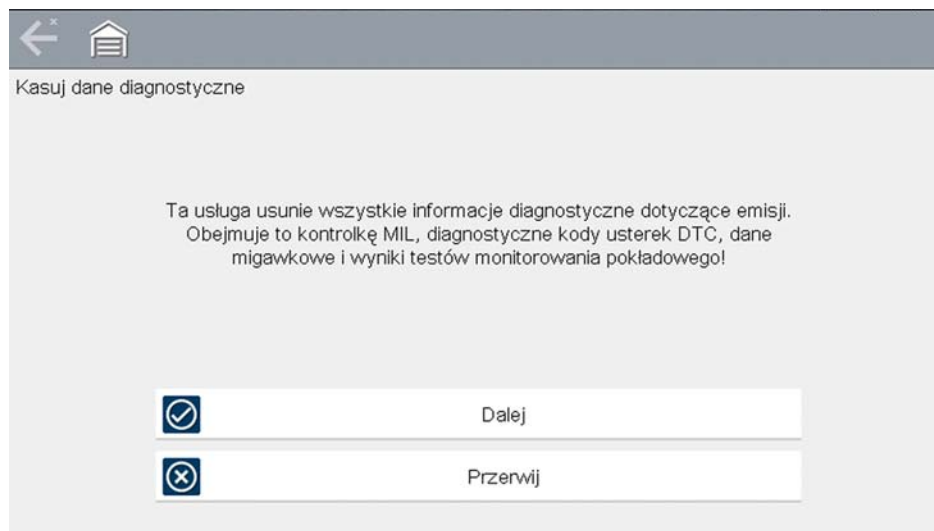 Kasuj dane diagnostyczne
Ta usługa usunie wszystkie informacje diagnostyczne dotyczące emisji.
Obejmuje to kontrolkę MIL, diagnostyczne kody usterek DTC, dane
migawkowe i wyniki testów monitorowania pokładowego!
Dalej
Przerwij